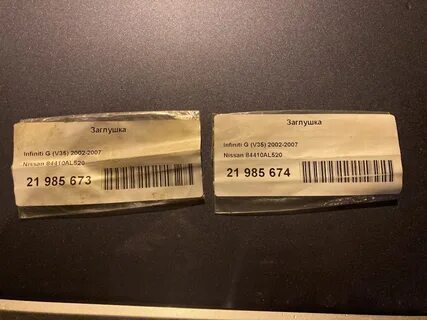 Заглушка
Infiniti G (V35) 2002-2007
Nissan 84410AL520
21 985 673
Заглушка
Infiniti G (V35) 2002-2007
Nissan 84410AL520
21 985 674